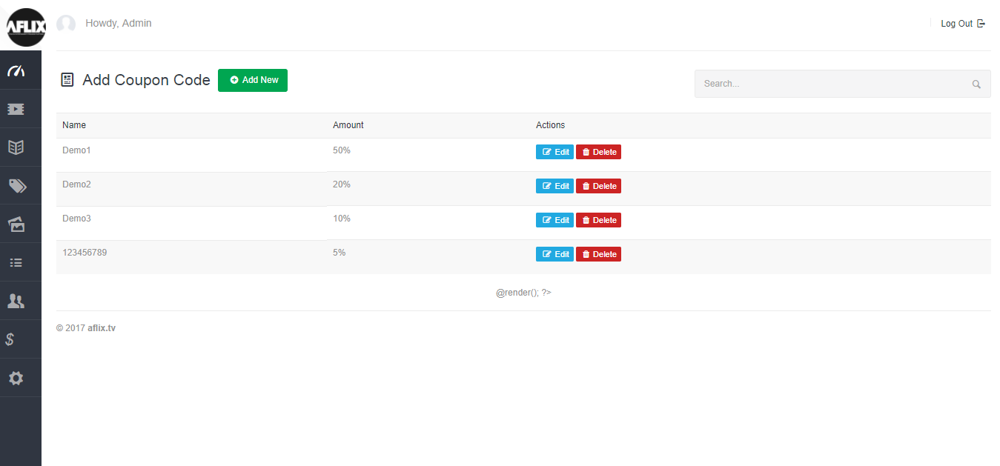 AFLIX
Howdy, Admin
Log Out
Add Coupon Code
Add New
Search...
Name Amount Actions
Demo1 50% Edit Delete
Demo2 20% Edit Delete
Demo3 10% Edit Delete
123456789 5% Edit Delete
@render(); ?>
© 2017 aflix.tv